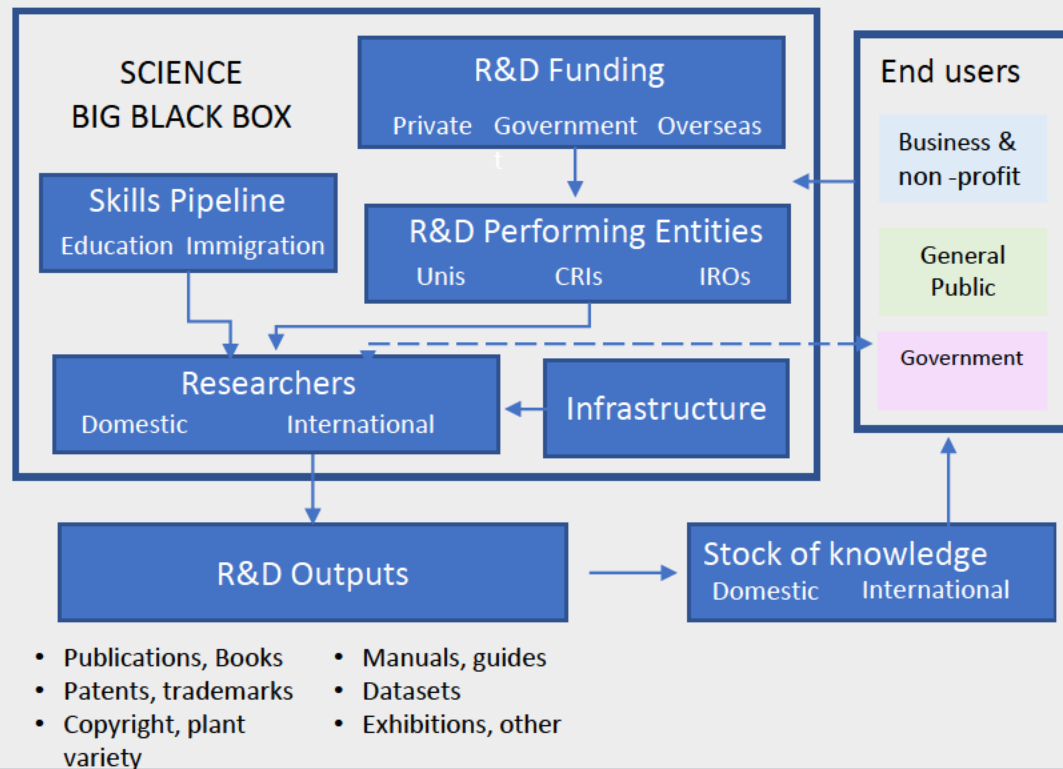 SCIENCE
BIG BLACK BOX
R&D Funding
Private Government Overseas
t
Skills Pipeline
Education Immigration
R&D Performing Entities
Unis CRIs IROs
Researchers
Domestic International
Infrastructure
End users
Business &
non -profit
General
Public
Government
R&D Outputs
Stock of knowledge
Domestic International
• Publications, Books
• Patents, trademarks
• Copyright, plant
variety
• Manuals, guides
• Datasets
• Exhibitions, other